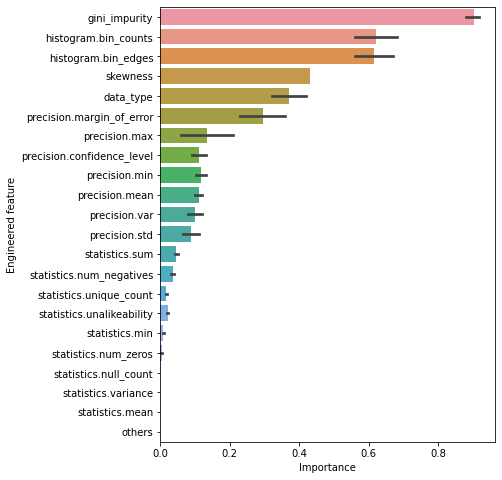 gini_impurity
histogram.bin_counts
histogram.bin_edges
skewness
data_type
precision.margin_of_error
precision.max
precision.confidence_level
precision.min
precision.mean
precision.var
precision.std
statistics.sum
statistics.num_negatives
statistics.unique_count
statistics.unalikeability
statistics.min
statistics.num_zeros
statistics.null_count
statistics.variance
statistics.mean
others
Engineered feature
0.0 0.2 0.4 0.6 0.8
Importance